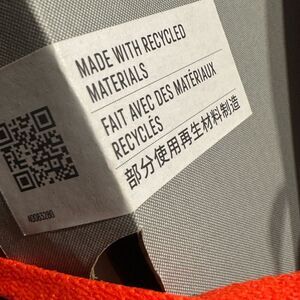 MADE WITH RECYCLED
MATERIALS
FAIT AVEC DES MATÉRIAUX
RECYCLÉS
部分使用再生材料制造